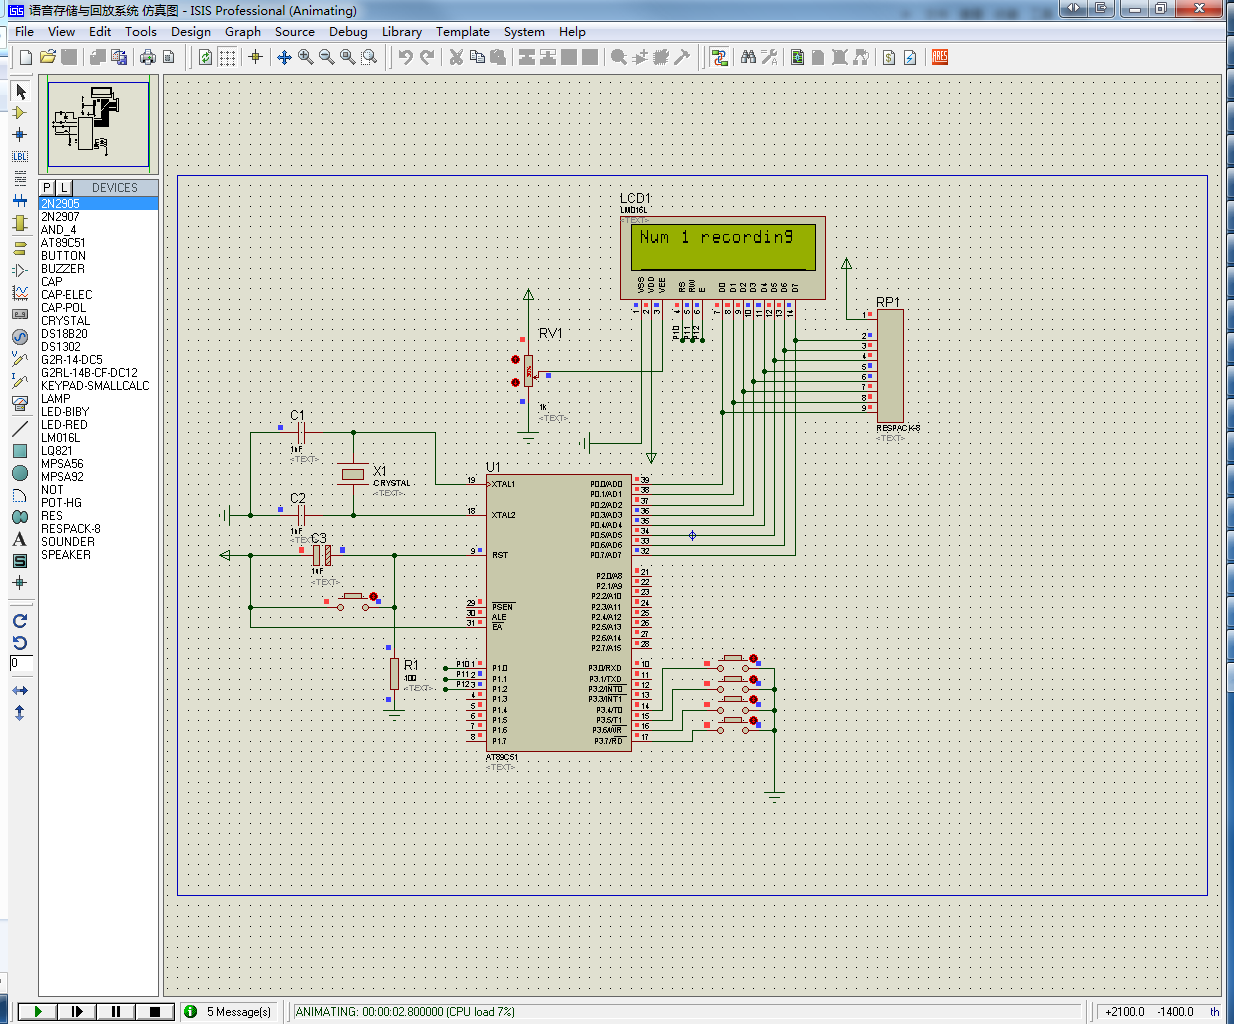 语音存储与回放系统 仿真图 - ISIS Professional (Animating)
File View Edit Tools Design Graph Source Debug Library Template System Help
LBL
ARES
P L DEVICES
2N2905
2N2907
AND_4
AT89C51
BUTTON
BUZZER
CAP
CAP-ELEC
CAP-POL
CRYSTAL
DS18B20
DS1302
G2R-14-DC5
G2RL-14B-CF-DC12
KEYPAD-SMALLCALC
LAMP
LED-BIBY
LED-RED
LM016L
LQ821
MPSA56
MPSA92
NOT
POT-HG
RES
RESPACK-8
SOUNDER
SPEAKER
0
LCD1
LM016L
<TEXT>
Num 1 recording
VSS VDD VEE RS RW E D0 D1 D2 D3 D4 D5 D6 D7
1 2 3 4 5 6 7 8 9 10 11 12 13 14
P10 P11 P12
RP1
1
2
3
4
5
6
7
8
9
RESPACK-8
<TEXT>
RV1
1k
<TEXT>
C1
1nF
<TEXT>
X1
CRYSTAL
<TEXT>
C2
1nF
<TEXT>
C3
1uF
<TEXT>
R1
100
<TEXT>
U1
19 XTAL1
18 XTAL2
9 RST
29 PSEN
30 ALE
31 EA
P10 1 P1.0
P11 2 P1.1
P12 3 P1.2
4 P1.3
5 P1.4
6 P1.5
7 P1.6
8 P1.7
P0.0/AD0 39
P0.1/AD1 38
P0.2/AD2 37
P0.3/AD3 36
P0.4/AD4 35
P0.5/AD5 34
P0.6/AD6 33
P0.7/AD7 32
P2.0/A8 21
P2.1/A9 22
P2.2/A10 23
P2.3/A11 24
P2.4/A12 25
P2.5/A13 26
P2.6/A14 27
P2.7/A15 28
P3.0/RXD 10
P3.1/TXD 11
P3.2/INT0 12
P3.3/INT1 13
P3.4/T0 14
P3.5/T1 15
P3.6/WR 16
P3.7/RD 17
AT89C51
<TEXT>
5 Message(s)
ANIMATING: 00:00:02.800000 (CPU load 7%)
+2100.0 -1400.0 th